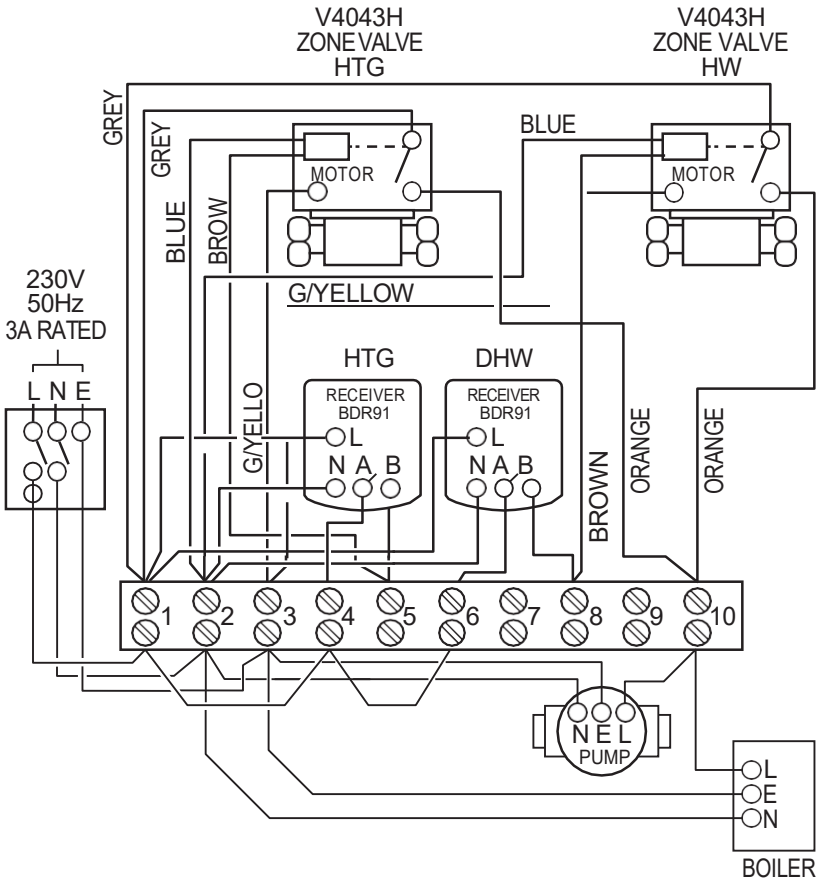 V4043H
ZONE VALVE
HTG
V4043H
ZONE VALVE
HW
GREY
GREY
BLUE
BROW
MOTOR
BLUE
MOTOR
G/YELLOW
230V
50Hz
3A RATED
L N E
HTG
DHW
G/YELLO
RECEIVER
BDR91
L
N A B
RECEIVER
BDR91
L
N A B
BROWN
ORANGE
ORANGE
1 2 3 4 5 6 7 8 9 10
N E L
PUMP
L
E
N
BOILER